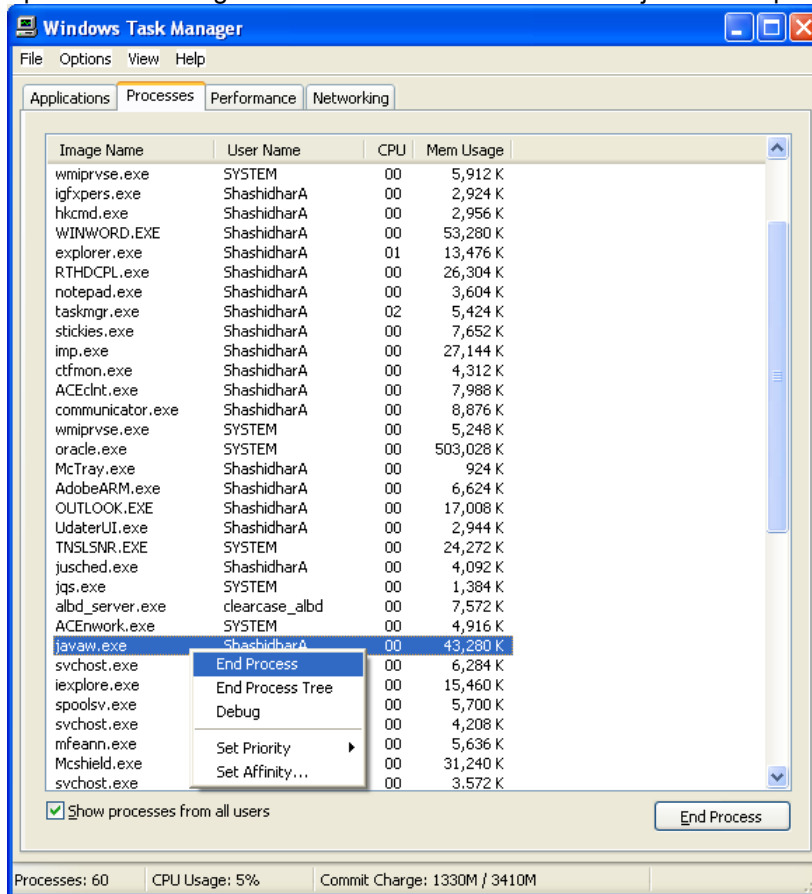 Windows Task Manager
File Options View Help
Applications Processes Performance Networking
Image Name User Name CPU Mem Usage
wmiprvse.exe SYSTEM 00 5,912 K
igfxpers.exe ShashidharA 00 2,924 K
hkcmd.exe ShashidharA 00 2,956 K
WINWORD.EXE ShashidharA 00 53,280 K
explorer.exe ShashidharA 01 13,476 K
RTHDCPL.exe ShashidharA 00 26,304 K
notepad.exe ShashidharA 00 3,604 K
taskmgr.exe ShashidharA 02 5,424 K
stickies.exe ShashidharA 00 7,652 K
imp.exe ShashidharA 00 27,144 K
ctfmon.exe ShashidharA 00 4,312 K
ACEclnt.exe ShashidharA 00 7,988 K
communicator.exe ShashidharA 00 8,876 K
wmiprvse.exe SYSTEM 00 5,248 K
oracle.exe SYSTEM 00 503,028 K
McTray.exe ShashidharA 00 924 K
AdobeARM.exe ShashidharA 00 6,624 K
OUTLOOK.EXE ShashidharA 00 17,008 K
UdaterUI.exe ShashidharA 00 2,944 K
TNSLSNR.EXE SYSTEM 00 24,272 K
jusched.exe ShashidharA 00 4,092 K
jqs.exe SYSTEM 00 1,384 K
albd_server.exe clearcase_albd 00 7,572 K
ACEnwork.exe SYSTEM 00 4,916 K
javaw.exe ShashidharA 00 43,280 K
svchost.exe End Process 00 6,284 K
iexplore.exe End Process Tree 00 15,460 K
spoolsv.exe Debug 00 5,700 K
svchost.exe 00 4,208 K
mfeann.exe Set Priority 00 5,636 K
Mcshield.exe Set Affinity... 00 31,240 K
svchost.exe 00 3,572 K
Show processes from all users End Process
Processes: 60 CPU Usage: 5% Commit Charge: 1330M / 3410M